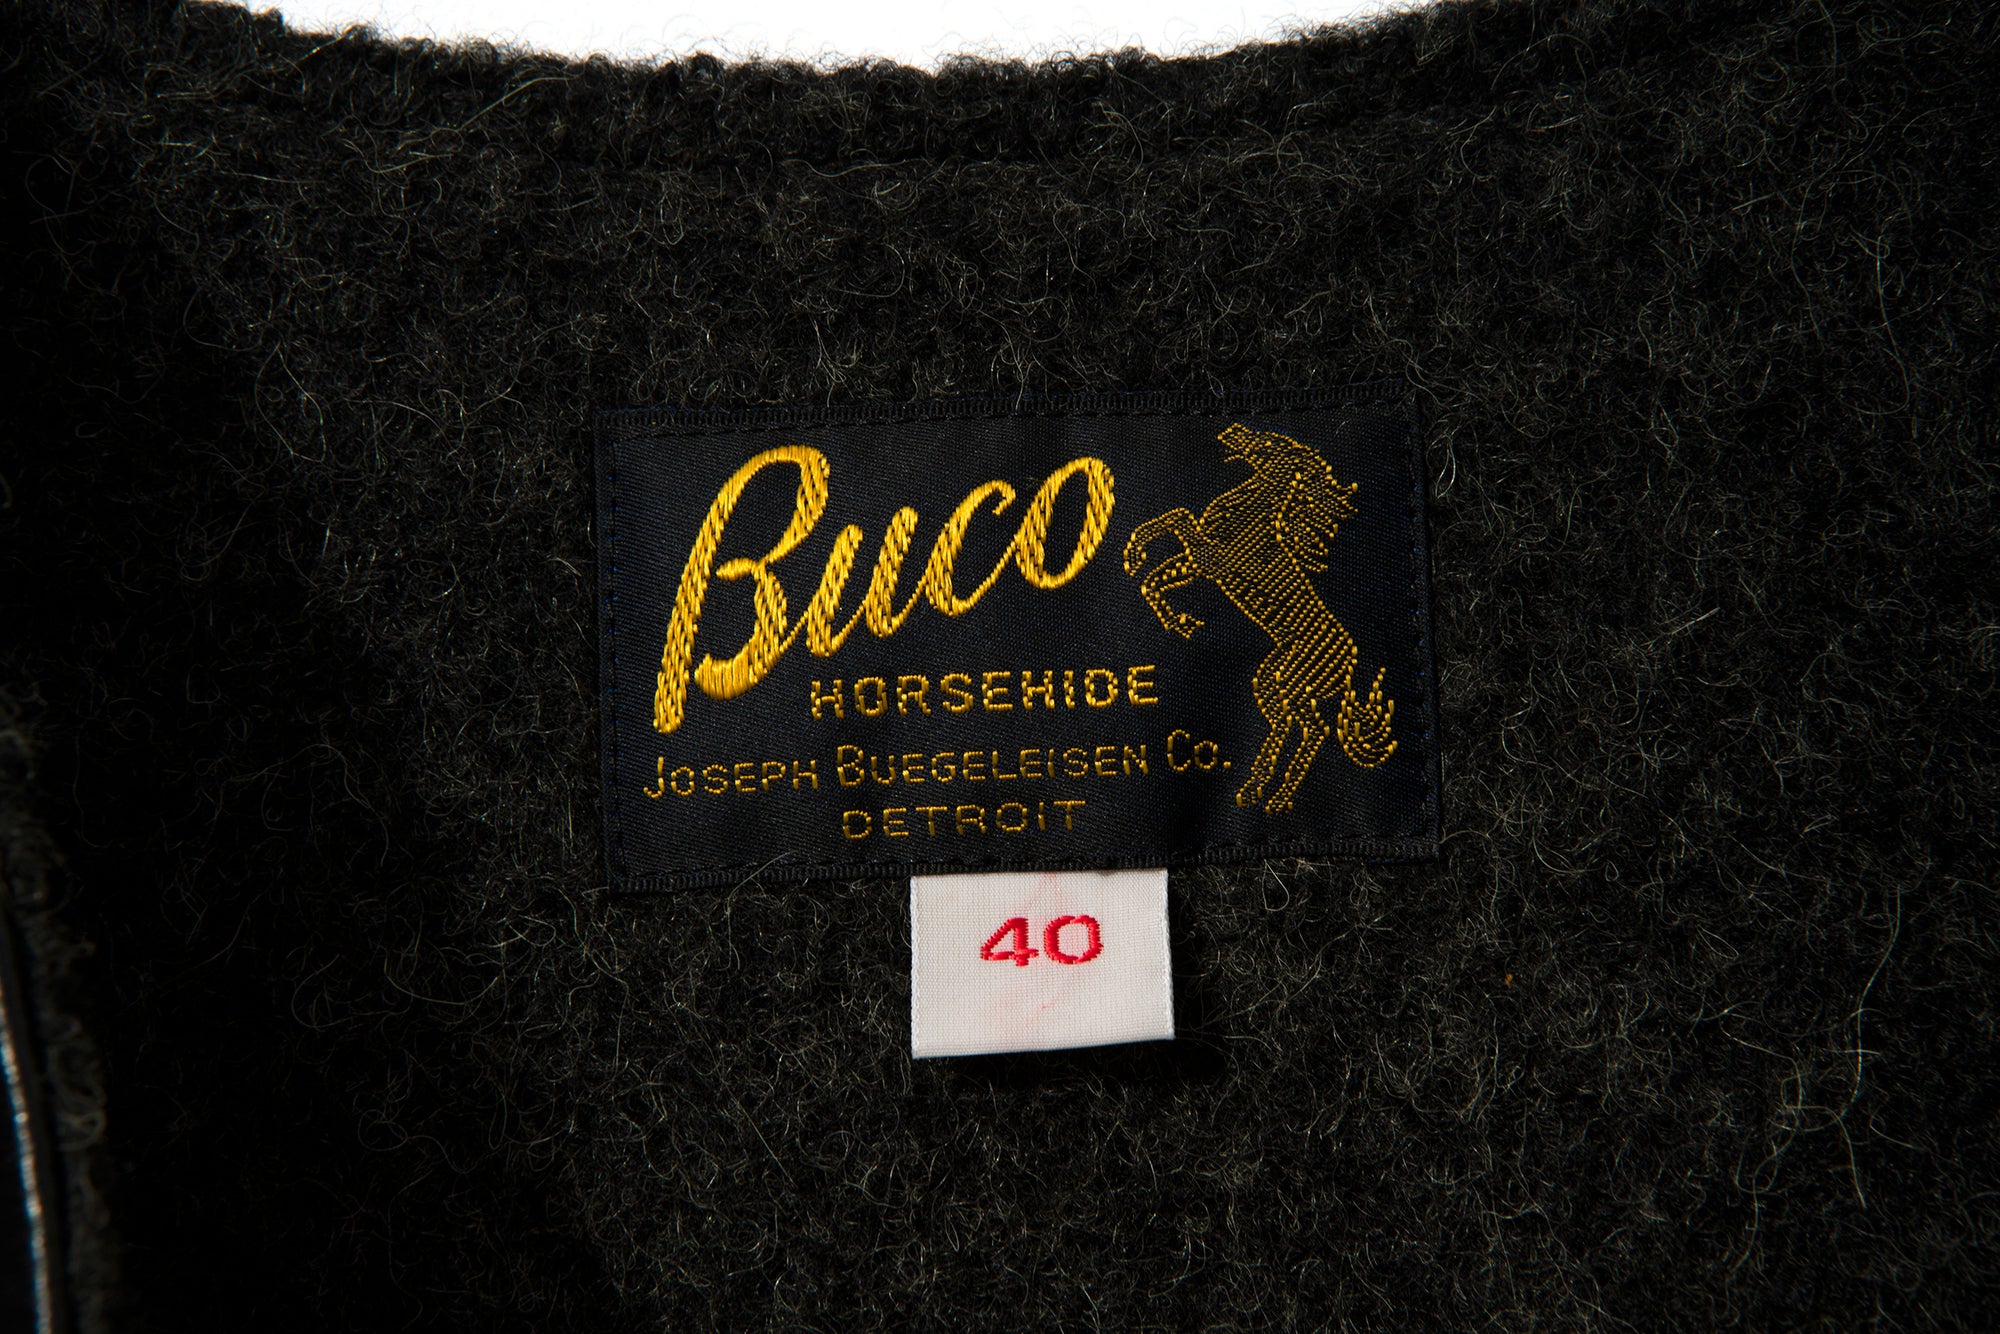 Buco
HORSEHIDE
JOSEPH BUEGELEISEN CO.
DETROIT
40